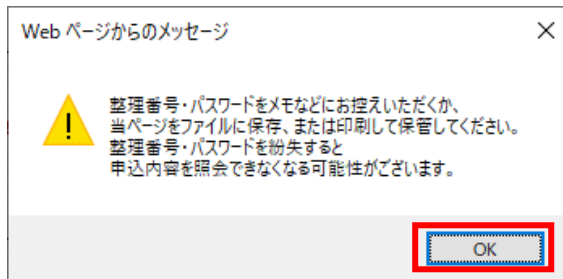 Web ページからのメッセージ
整理番号・パスワードをメモなどにお控えいただくか、
当ページをファイルに保存、または印刷して保管してください。
整理番号・パスワードを紛失すると
申込内容を照会できなくなる可能性がございます。
OK